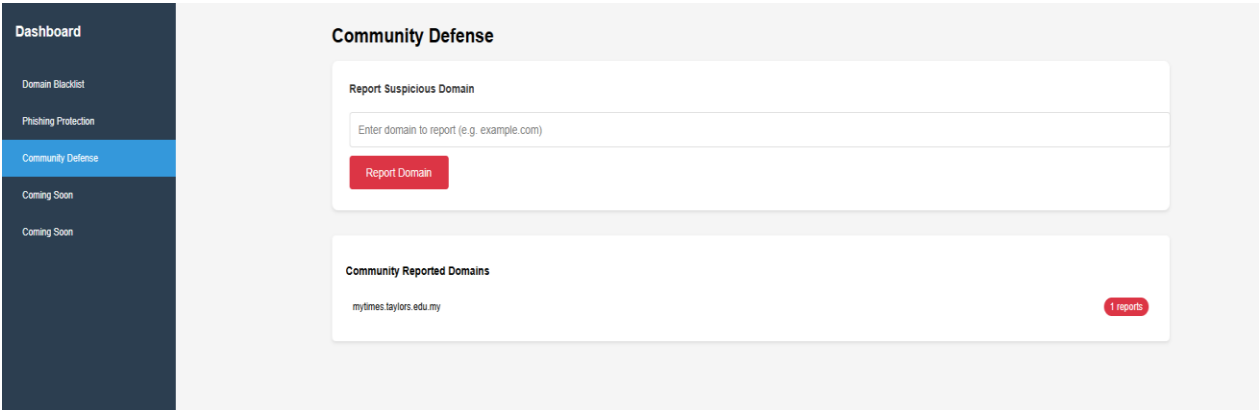 Dashboard
Domain Blacklist
Phishing Protection
Community Defense
Coming Soon
Coming Soon
Community Defense
Report Suspicious Domain
Enter domain to report (e.g. example.com)
Report Domain
Community Reported Domains
mytimes.taylors.edu.my
1 reports